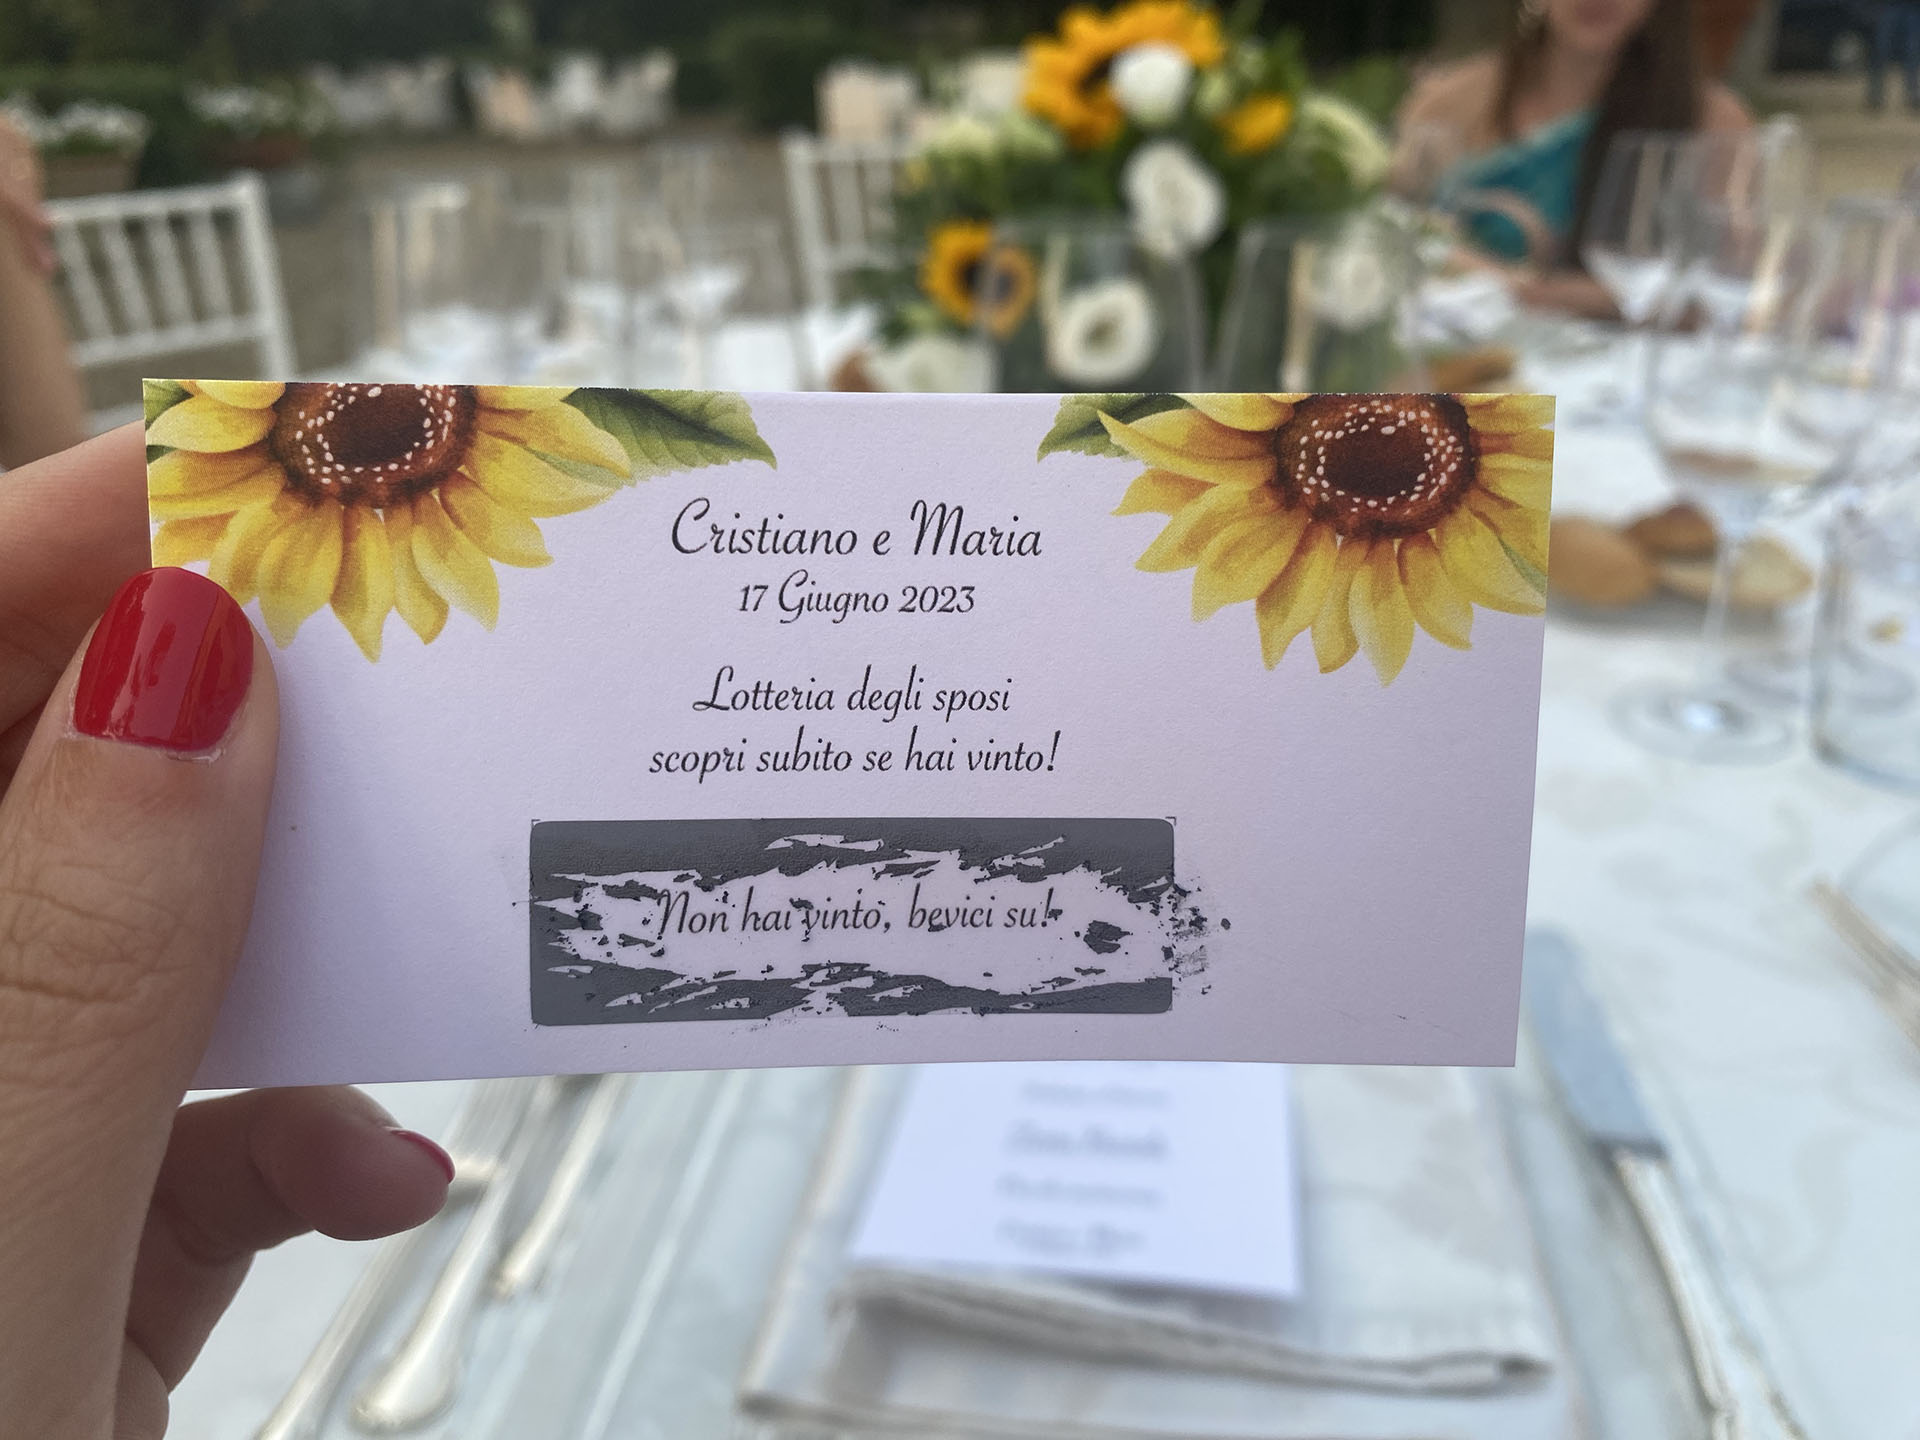 Cristiano e Maria
17 Giugno 2023
Lotteria degli sposi
scopri subito se hai vinto!
Non hai vinto, bevici su!